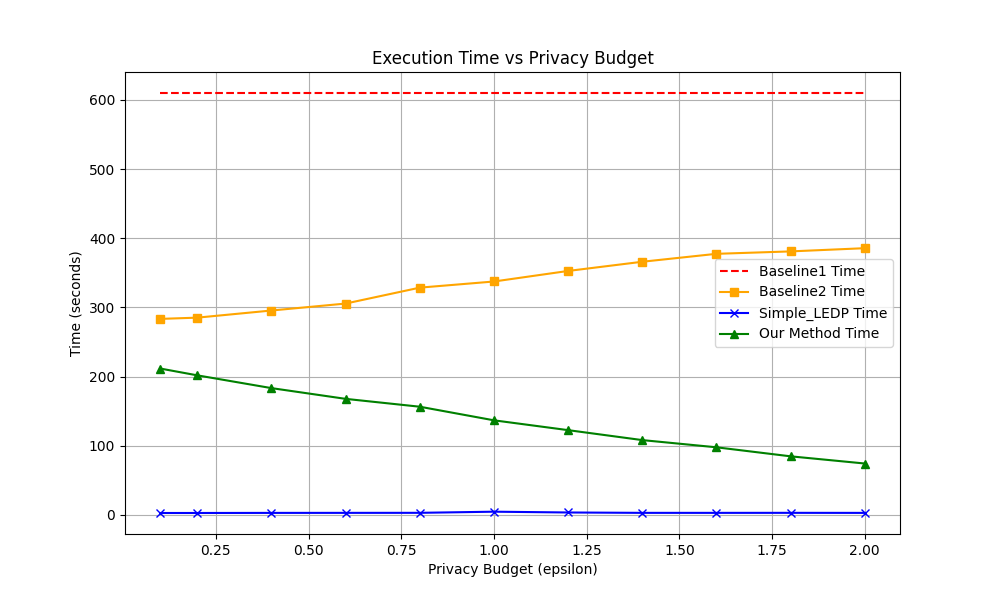 Execution Time vs Privacy Budget
Time (seconds)
600
500
400
300
200
100
0
Baseline1 Time
Baseline2 Time
Simple_LEDP Time
Our Method Time
0.25 0.50 0.75 1.00 1.25 1.50 1.75 2.00
Privacy Budget (epsilon)